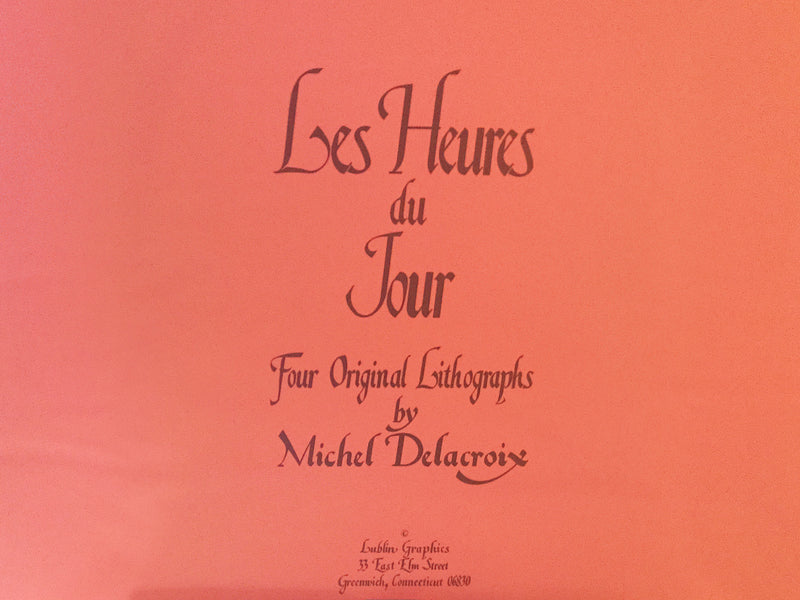 Les Heures
du
Jour
Four Original Lithographs
by
Michel Delacroix
©
Lublin Graphics
33 East Elm Street
Greenwich, Connecticut 06830